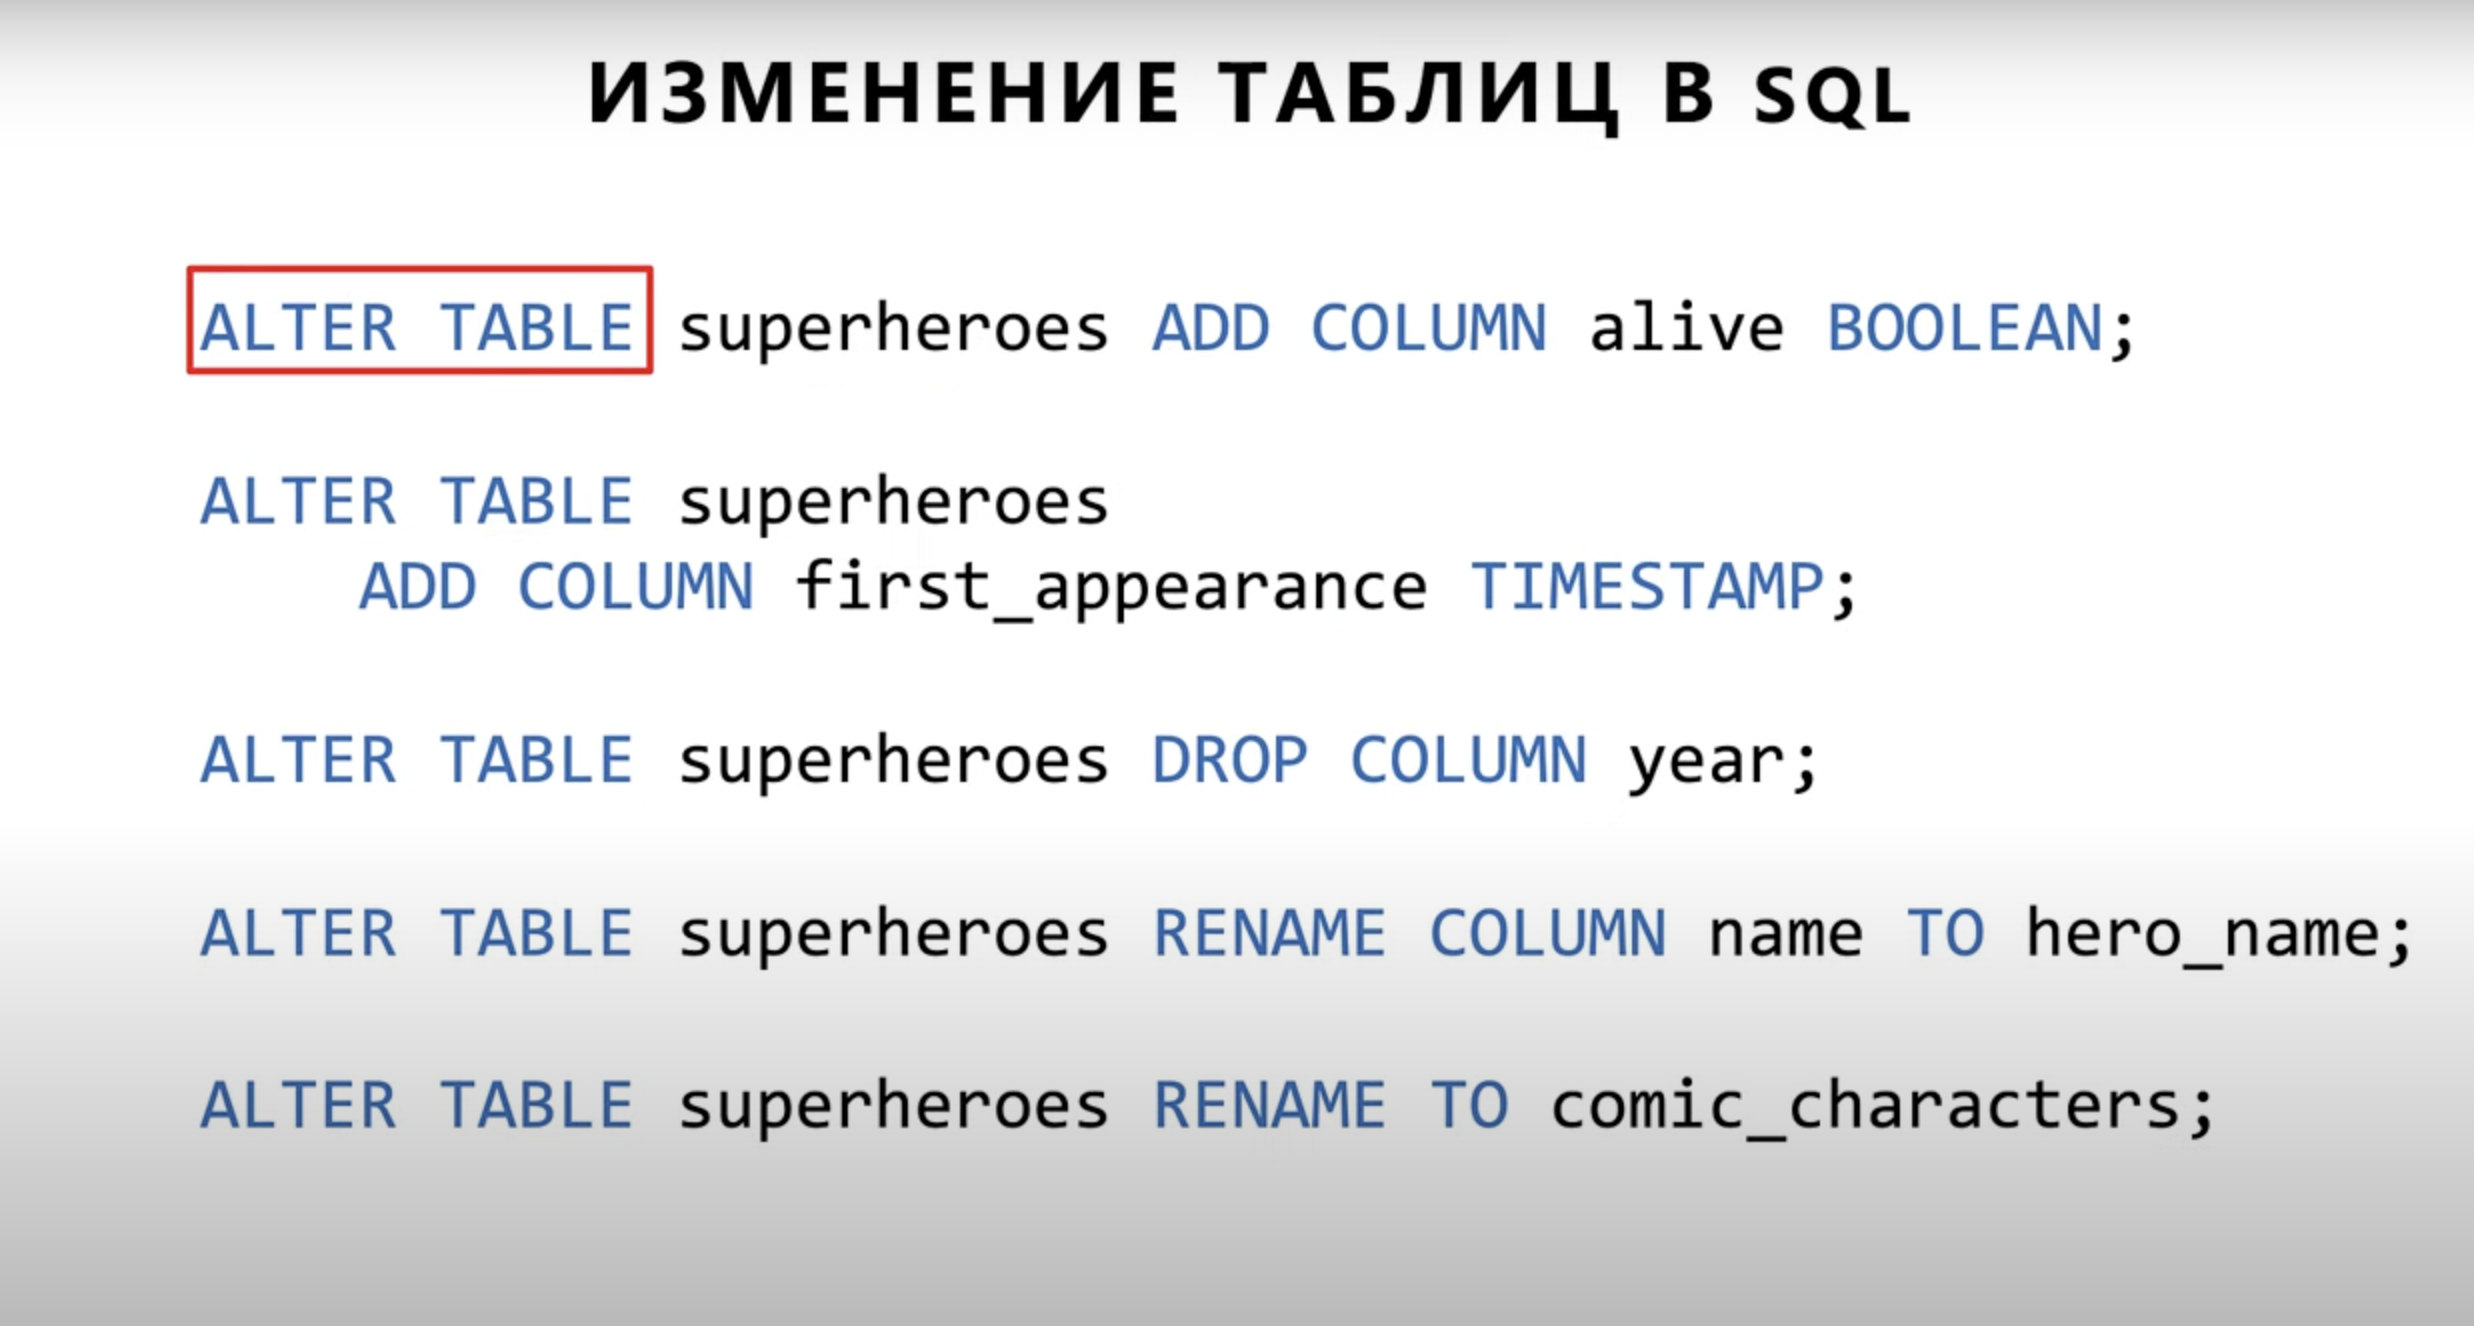 ИЗМЕНЕНИЕ ТАБЛИЦ В SQL
ALTER TABLE superheroes ADD COLUMN alive BOOLEAN;
ALTER TABLE superheroes
ADD COLUMN first_appearance TIMESTAMP;
ALTER TABLE superheroes DROP COLUMN year;
ALTER TABLE superheroes RENAME COLUMN name TO hero_name;
ALTER TABLE superheroes RENAME TO comic_characters;